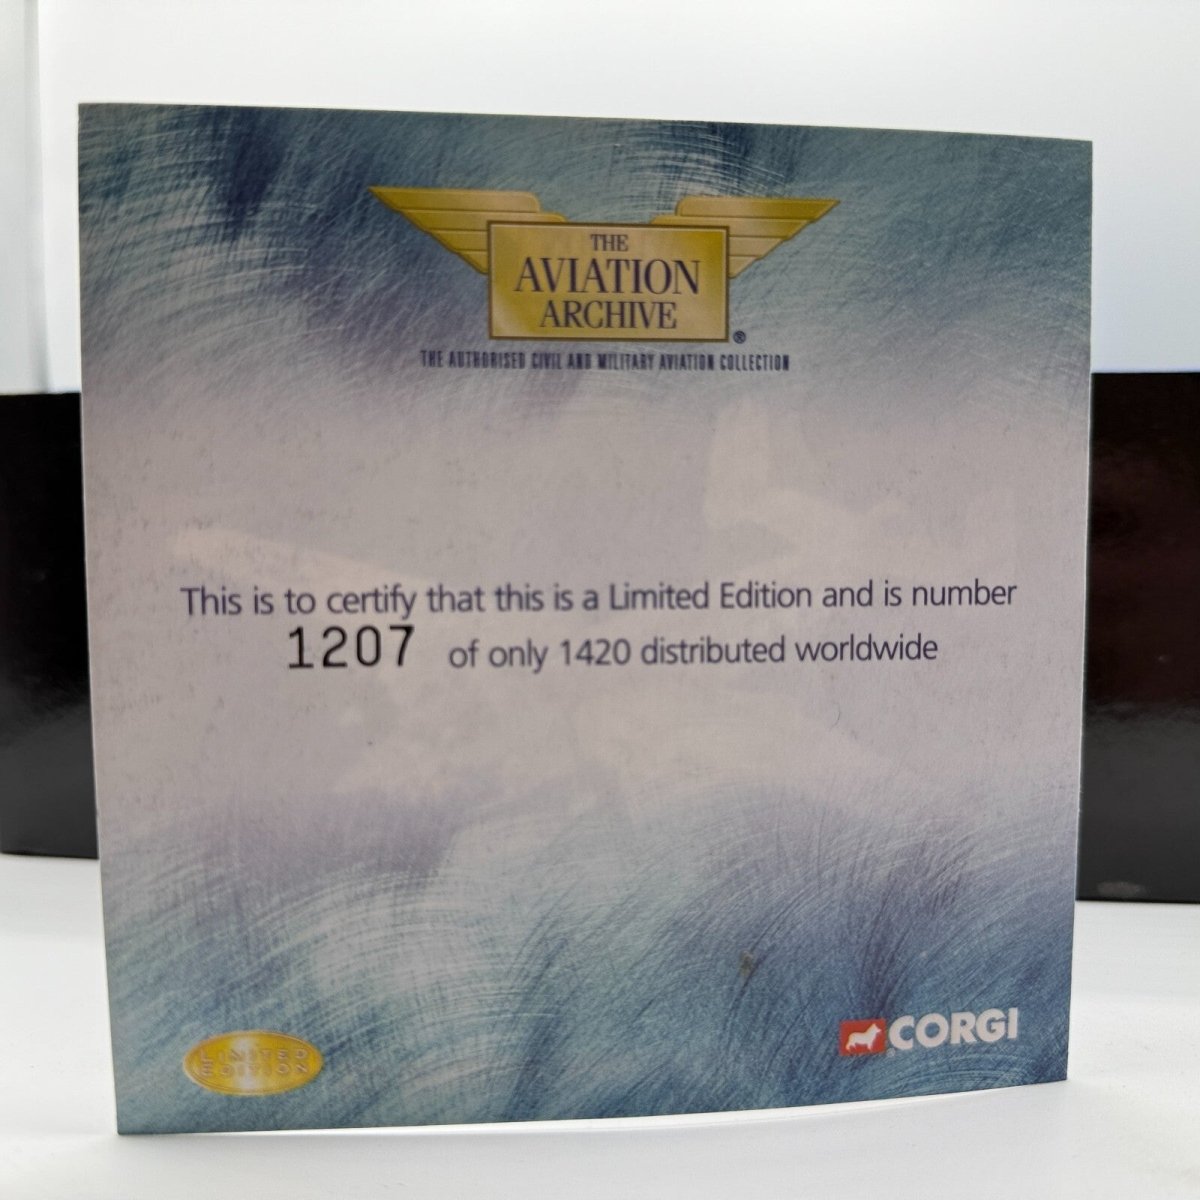 THE
AVIATION
ARCHIVE
®
THE AUTHORISED CIVIL AND MILITARY AVIATION COLLECTION
This is to certify that this is a Limited Edition and is number
1207 of only 1420 distributed worldwide
LIMITED
EDITION
® CORGI